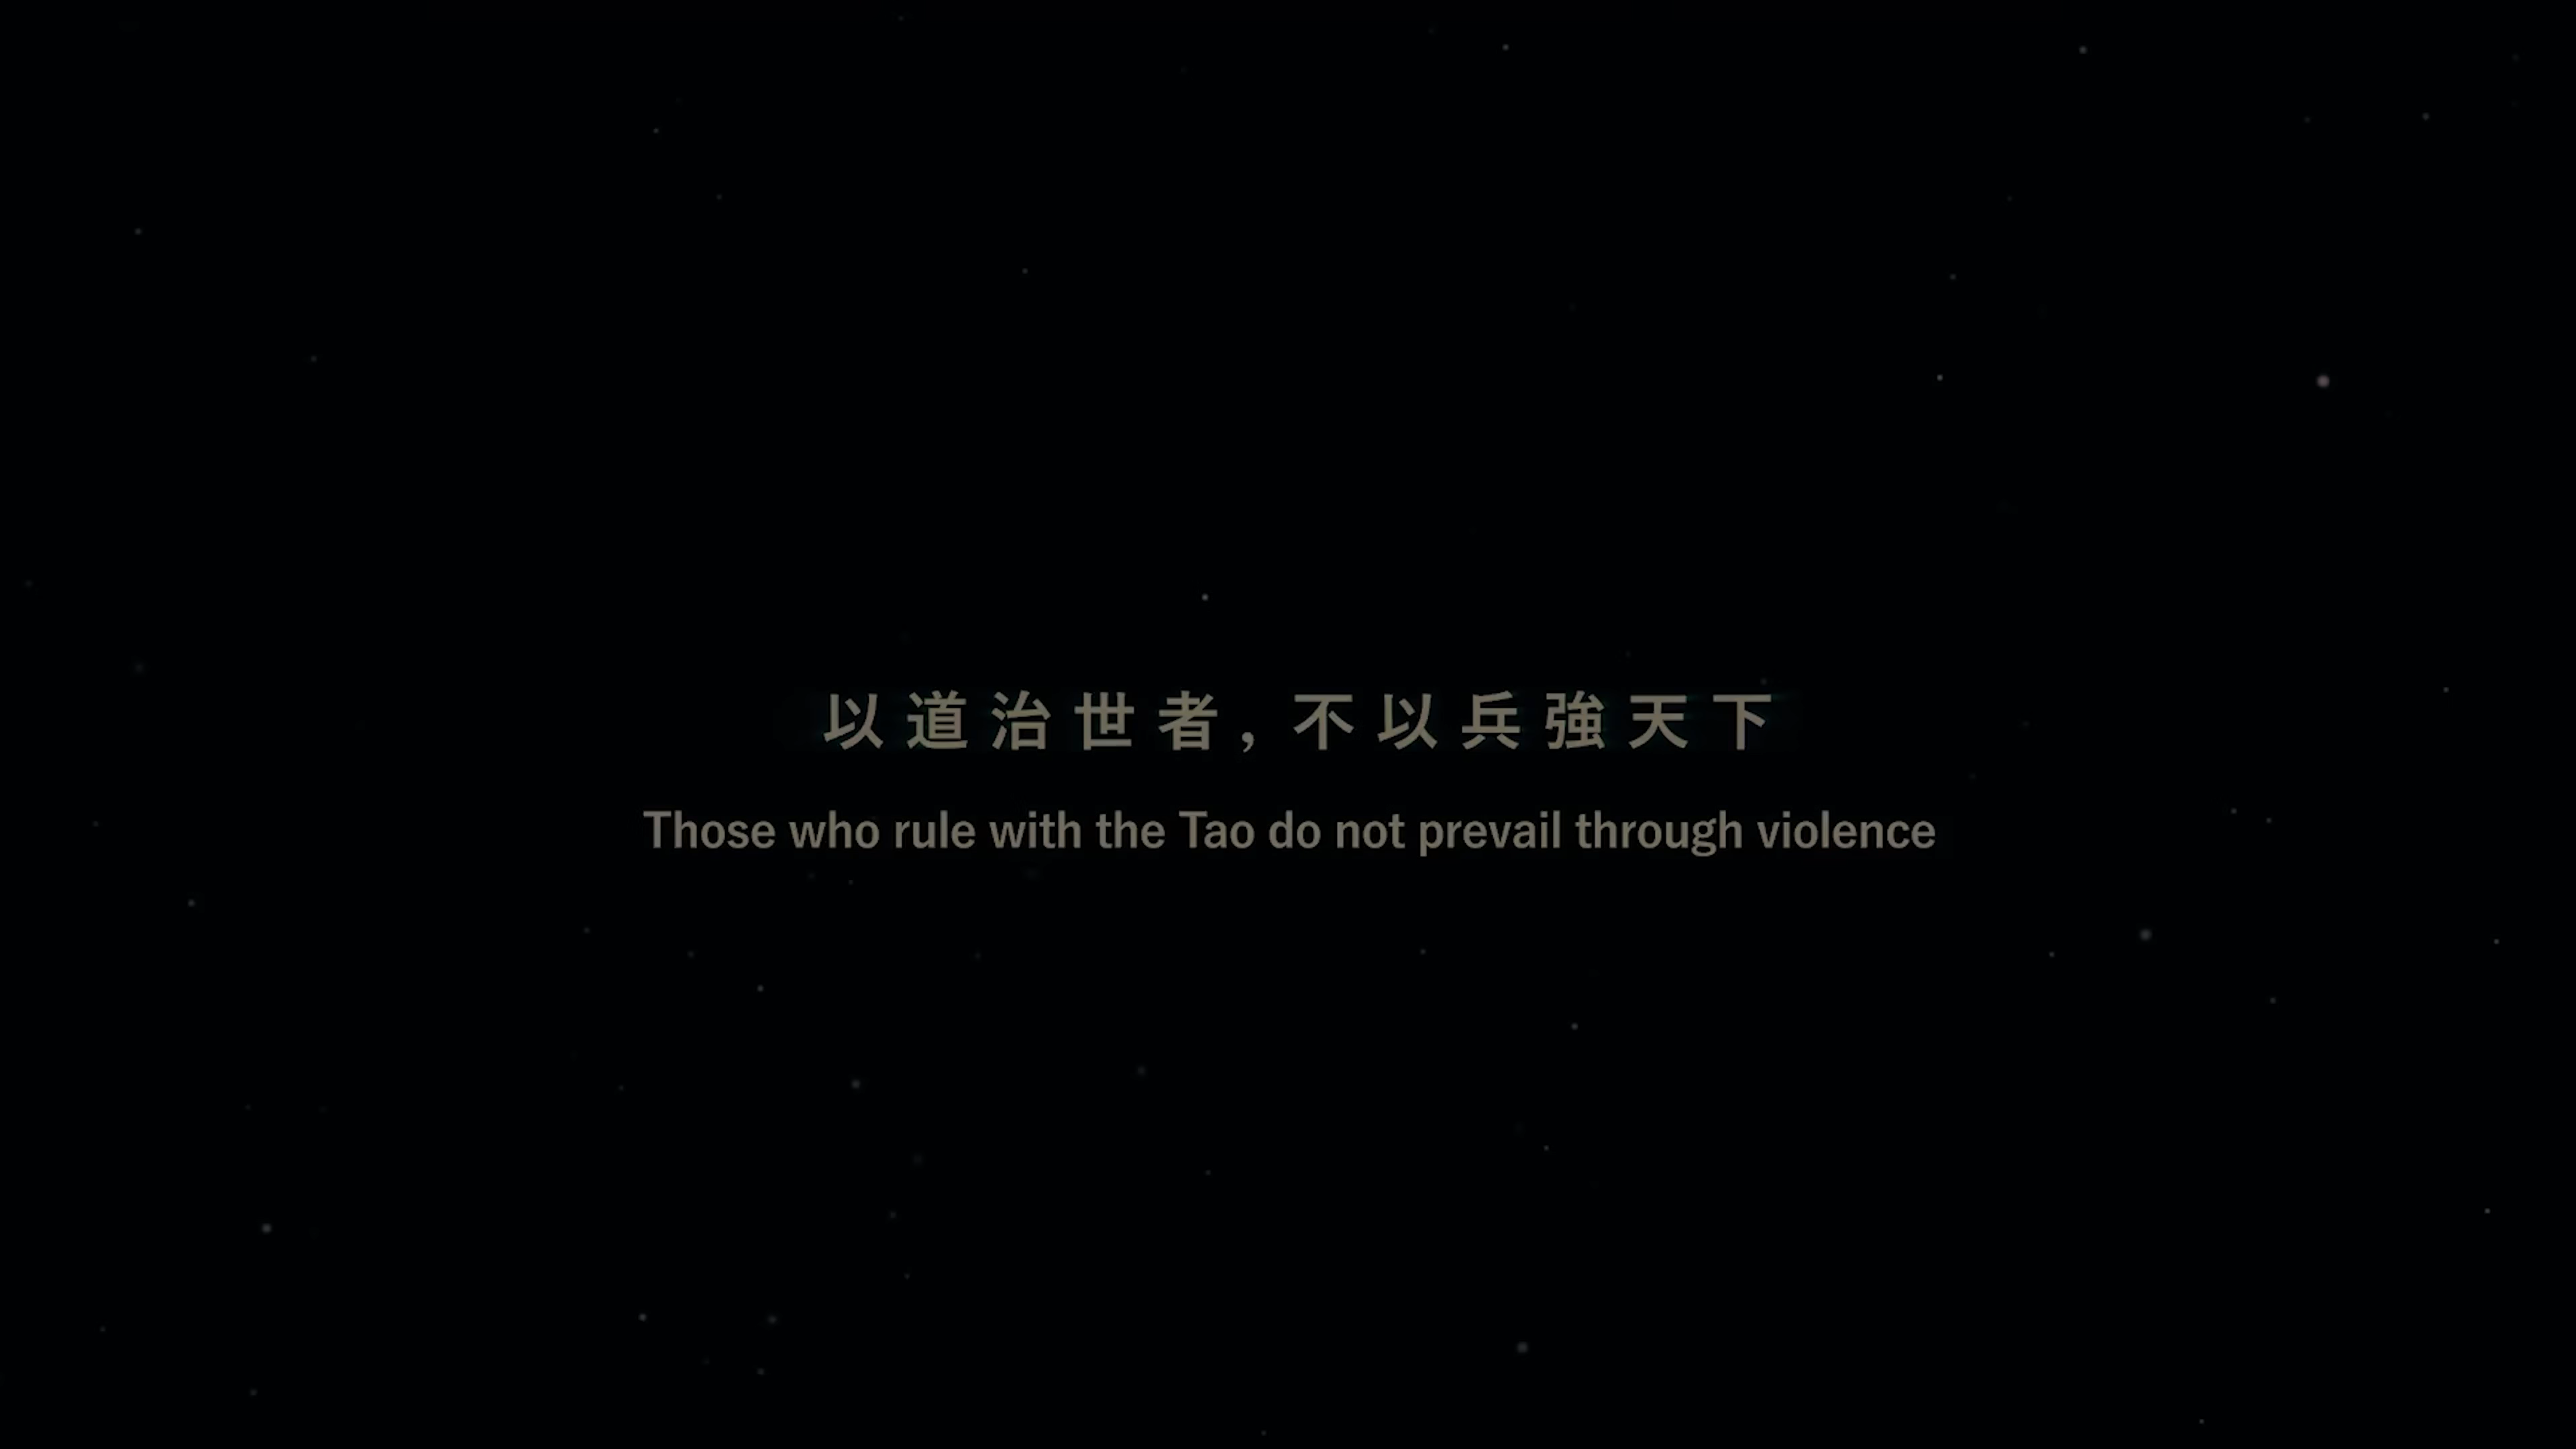 以道治世者，不以兵強天下
Those who rule with the Tao do not prevail through violence